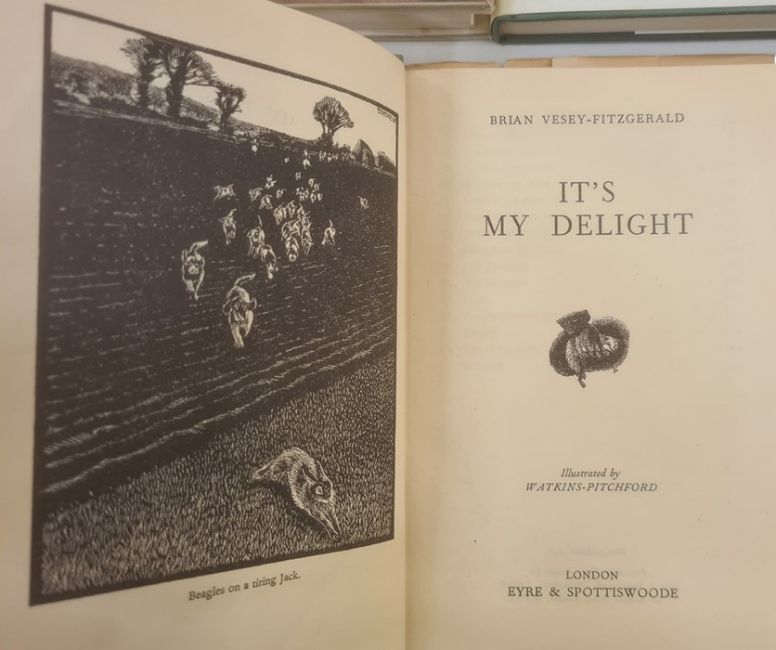 Beagles on a tiring Jack.
BRIAN VESEY-FITZGERALD
IT'S
MY DELIGHT
Illustrated by
WATKINS-PITCHFORD
LONDON
EYRE & SPOTTISWOODE